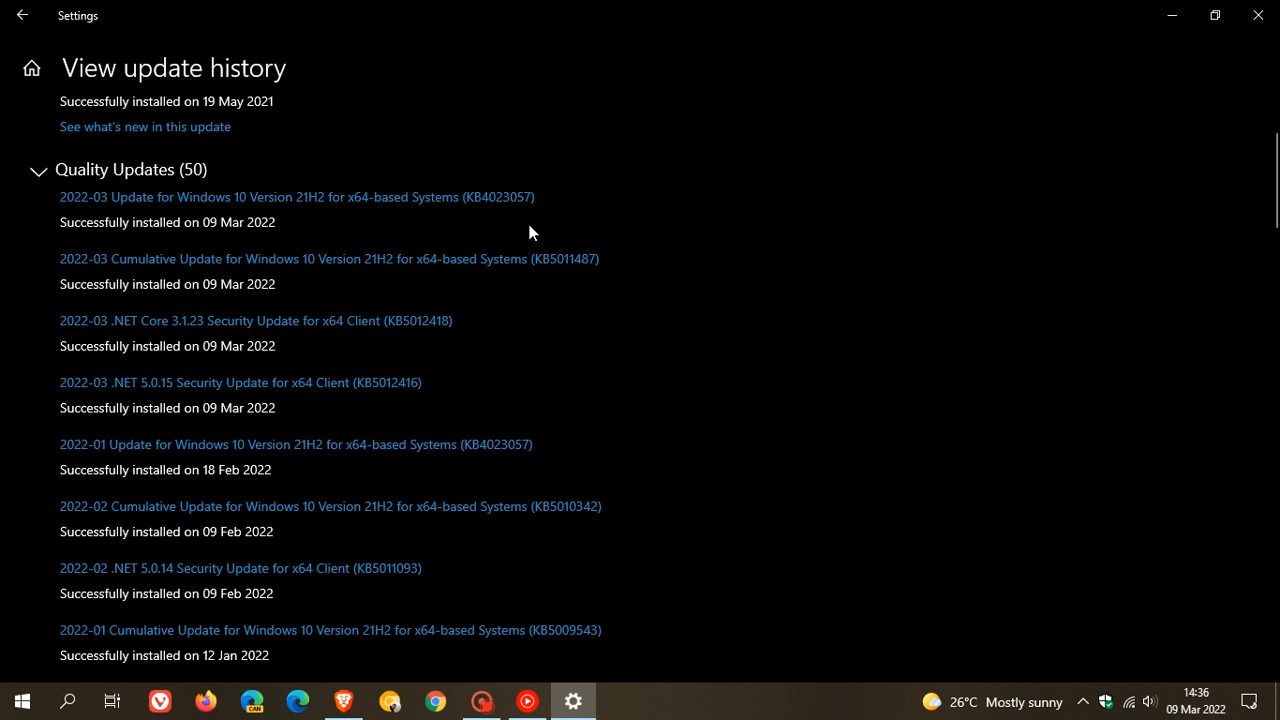 Settings
View update history
Successfully installed on 19 May 2021
See what's new in this update
Quality Updates (50)
2022-03 Update for Windows 10 Version 21H2 for x64-based Systems (KB4023057)
Successfully installed on 09 Mar 2022
2022-03 Cumulative Update for Windows 10 Version 21H2 for x64-based Systems (KB5011487)
Successfully installed on 09 Mar 2022
2022-03 .NET Core 3.1.23 Security Update for x64 Client (KB5012418)
Successfully installed on 09 Mar 2022
2022-03 .NET 5.0.15 Security Update for x64 Client (KB5012416)
Successfully installed on 09 Mar 2022
2022-01 Update for Windows 10 Version 21H2 for x64-based Systems (KB4023057)
Successfully installed on 18 Feb 2022
2022-02 Cumulative Update for Windows 10 Version 21H2 for x64-based Systems (KB5010342)
Successfully installed on 09 Feb 2022
2022-02 .NET 5.0.14 Security Update for x64 Client (KB5011093)
Successfully installed on 09 Feb 2022
2022-01 Cumulative Update for Windows 10 Version 21H2 for x64-based Systems (KB5009543)
Successfully installed on 12 Jan 2022
CAN
26°C Mostly sunny
14:36
09 Mar 2022